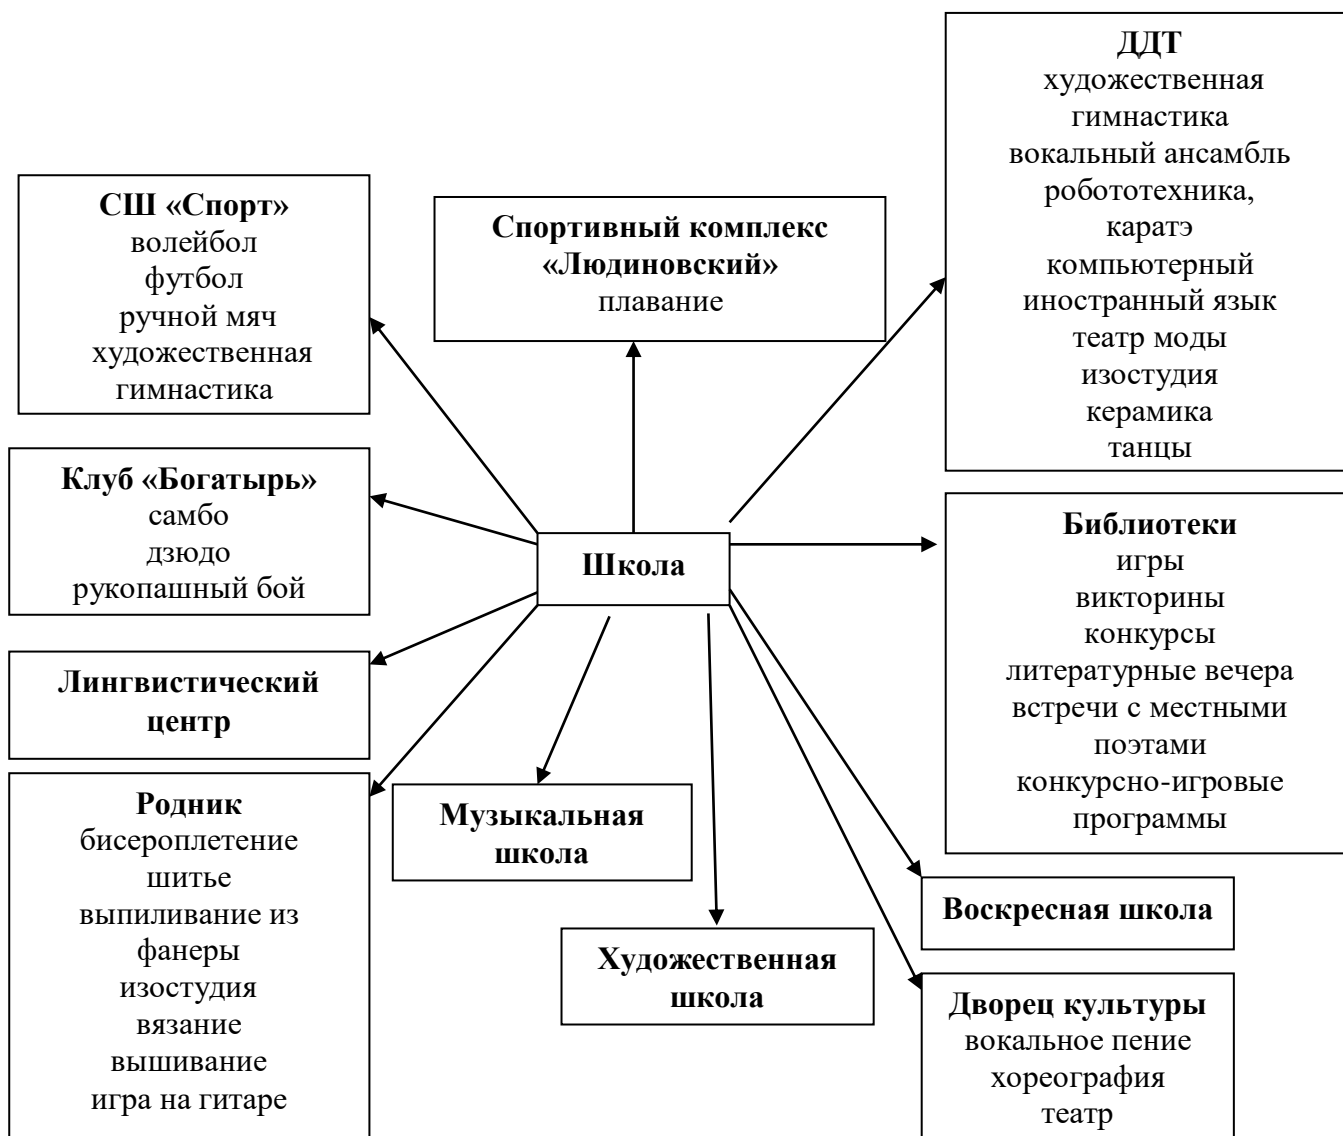 ДДТ
художественная
гимнастика
вокальный ансамбль
робототехника,
каратэ
компьютерный
иностранный язык
театр моды
изостудия
керамика
танцы
СШ «Спорт»
волейбол
футбол
ручной мяч
художественная
гимнастика
Спортивный комплекс
«Людиновский»
плавание
Клуб «Богатырь»
самбо
дзюдо
рукопашный бой
Школа
Библиотеки
игры
викторины
конкурсы
литературные вечера
встречи с местными
поэтами
конкурсно-игровые
программы
Лингвистический
центр
Родник
бисероплетение
шитье
выпиливание из
фанеры
изостудия
вязание
вышивание
игра на гитаре
Музыкальная
школа
Художественная
школа
Воскресная школа
Дворец культуры
вокальное пение
хореография
театр